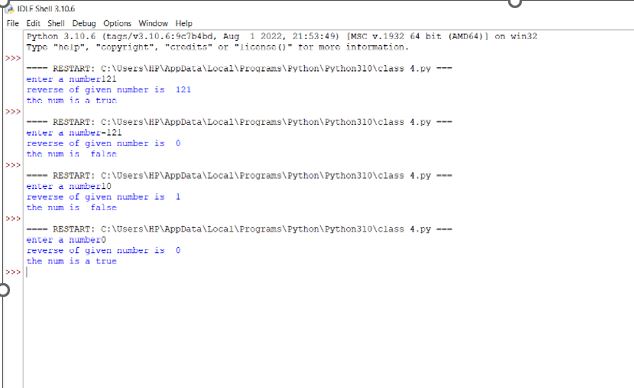 IDLE Shell 3.10.6
File Edit Shell Debug Options Window Help
Python 3.10.6 (tags/v3.10.6:9c7b4bd, Aug 1 2022, 21:53:49) [MSC v.1932 64 bit (AMD64)] on win32
Type "help", "copyright", "credits" or "license()" for more information.
>>>
==== RESTART: C:\Users\HP\AppData\Local\Programs\Python\Python310\class 4.py ===
enter a number121
reverse of given number is  121
the num is a true
>>>
==== RESTART: C:\Users\HP\AppData\Local\Programs\Python\Python310\class 4.py ===
enter a number-121
reverse of given number is  0
the num is  false
>>>
==== RESTART: C:\Users\HP\AppData\Local\Programs\Python\Python310\class 4.py ===
enter a number10
reverse of given number is  1
the num is  false
>>>
==== RESTART: C:\Users\HP\AppData\Local\Programs\Python\Python310\class 4.py ===
enter a number0
reverse of given number is  0
the num is a true
>>>